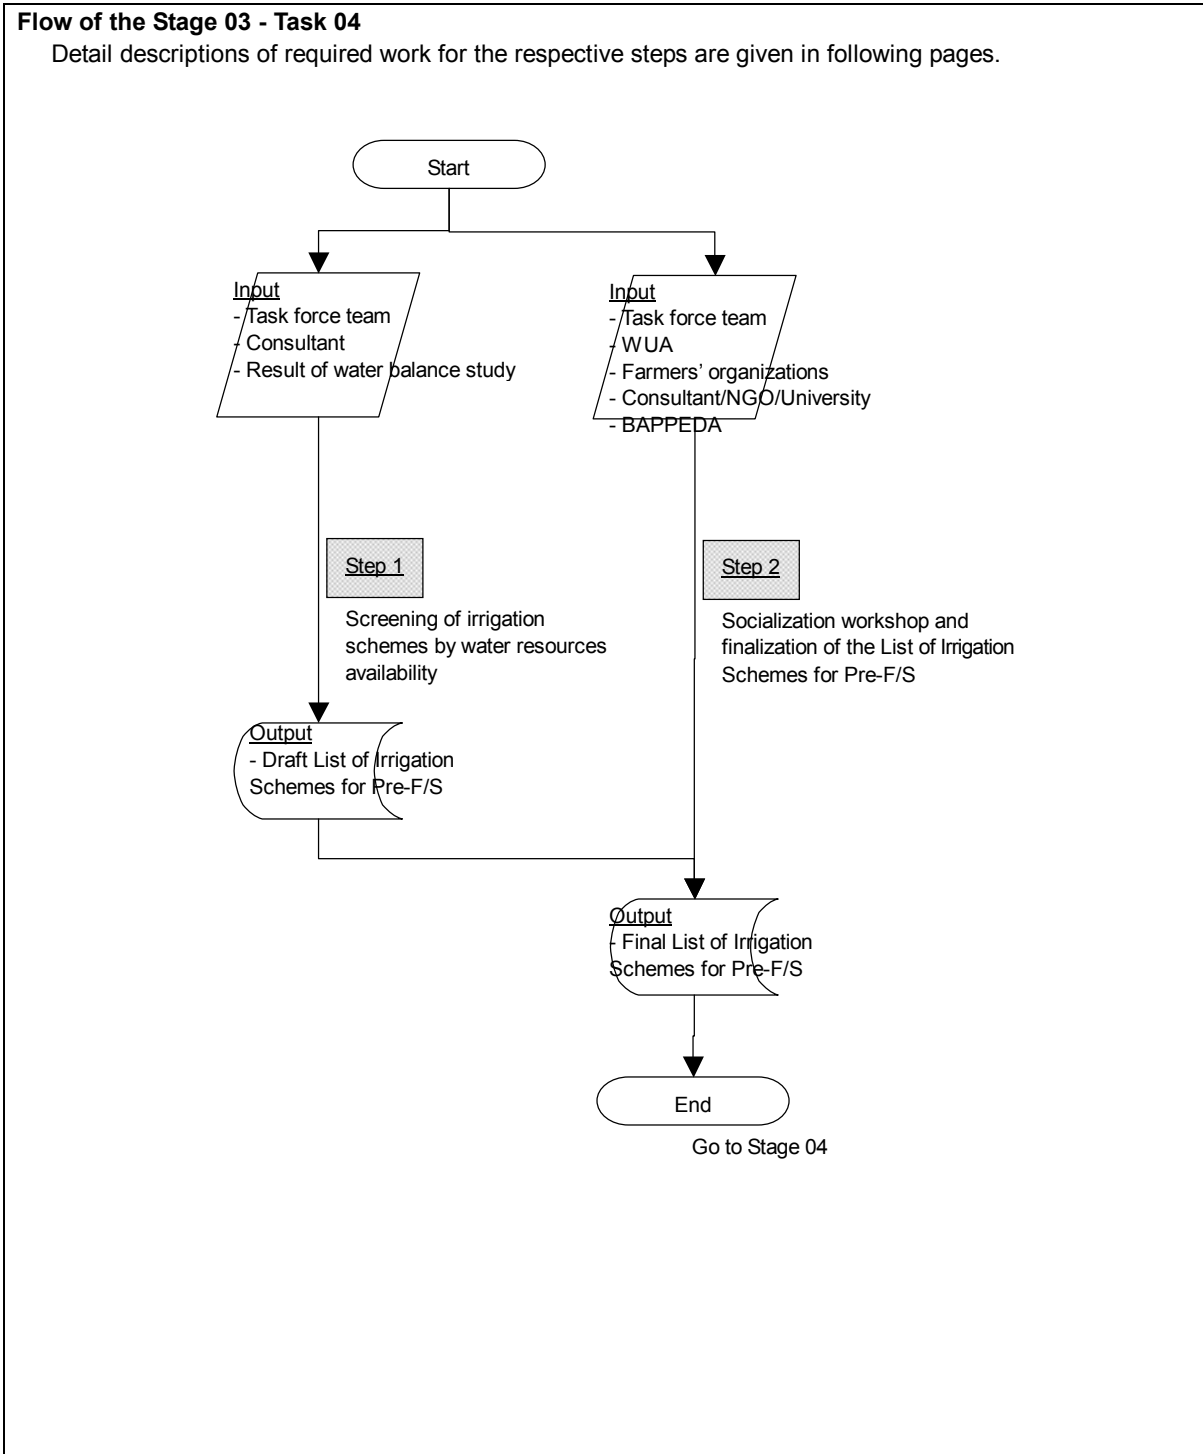 Flow of the Stage 03 - Task 04
Detail descriptions of required work for the respective steps are given in following pages.
Start
Input
- Task force team
- Consultant
- Result of water balance study
Input
- Task force team
- WUA
- Farmers' organizations
- Consultant/NGO/University
- BAPPEDA
Step 1
Screening of irrigation
schemes by water resources
availability
Step 2
Socialization workshop and
finalization of the List of Irrigation
Schemes for Pre-F/S
Output
- Draft List of Irrigation
Schemes for Pre-F/S
Output
- Final List of Irrigation
Schemes for Pre-F/S
End
Go to Stage 04